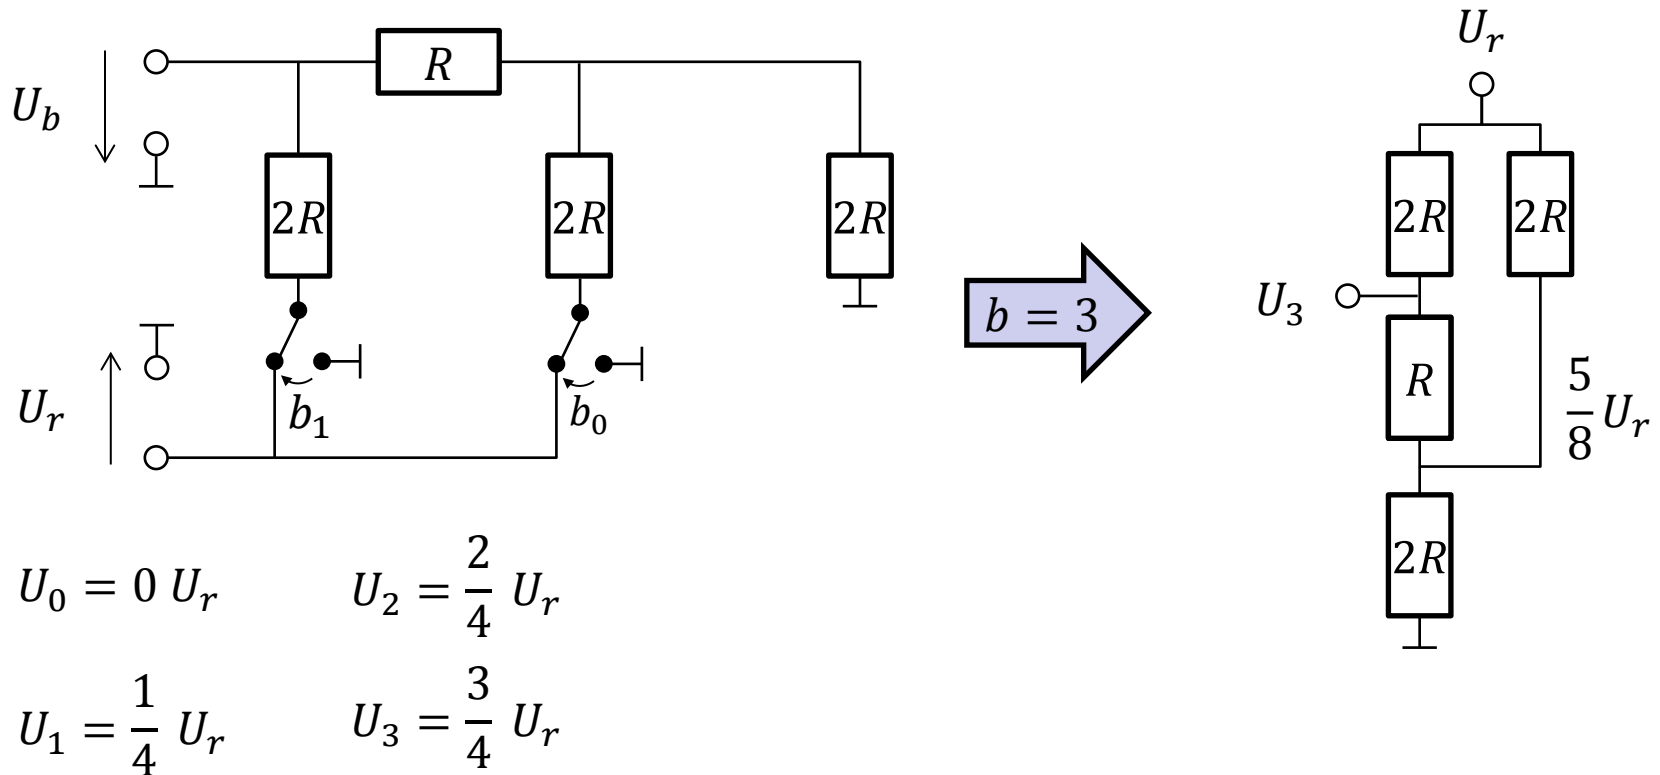 U_r
R
U_b
2R 2R 2R 2R 2R
b = 3
U_3
R
5/8 U_r
U_r
b_1 b_0
2R
U_0 = 0 U_r
U_2 = 2/4 U_r
U_1 = 1/4 U_r
U_3 = 3/4 U_r